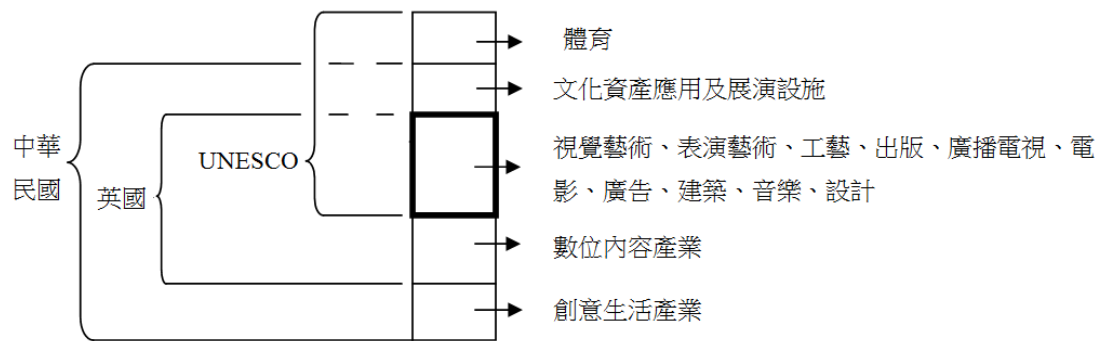 體育
文化資產應用及展演設施
中華
民國
英國
UNESCO
視覺藝術、表演藝術、工藝、出版、廣播電視、電
影、廣告、建築、音樂、設計
數位內容產業
創意生活產業